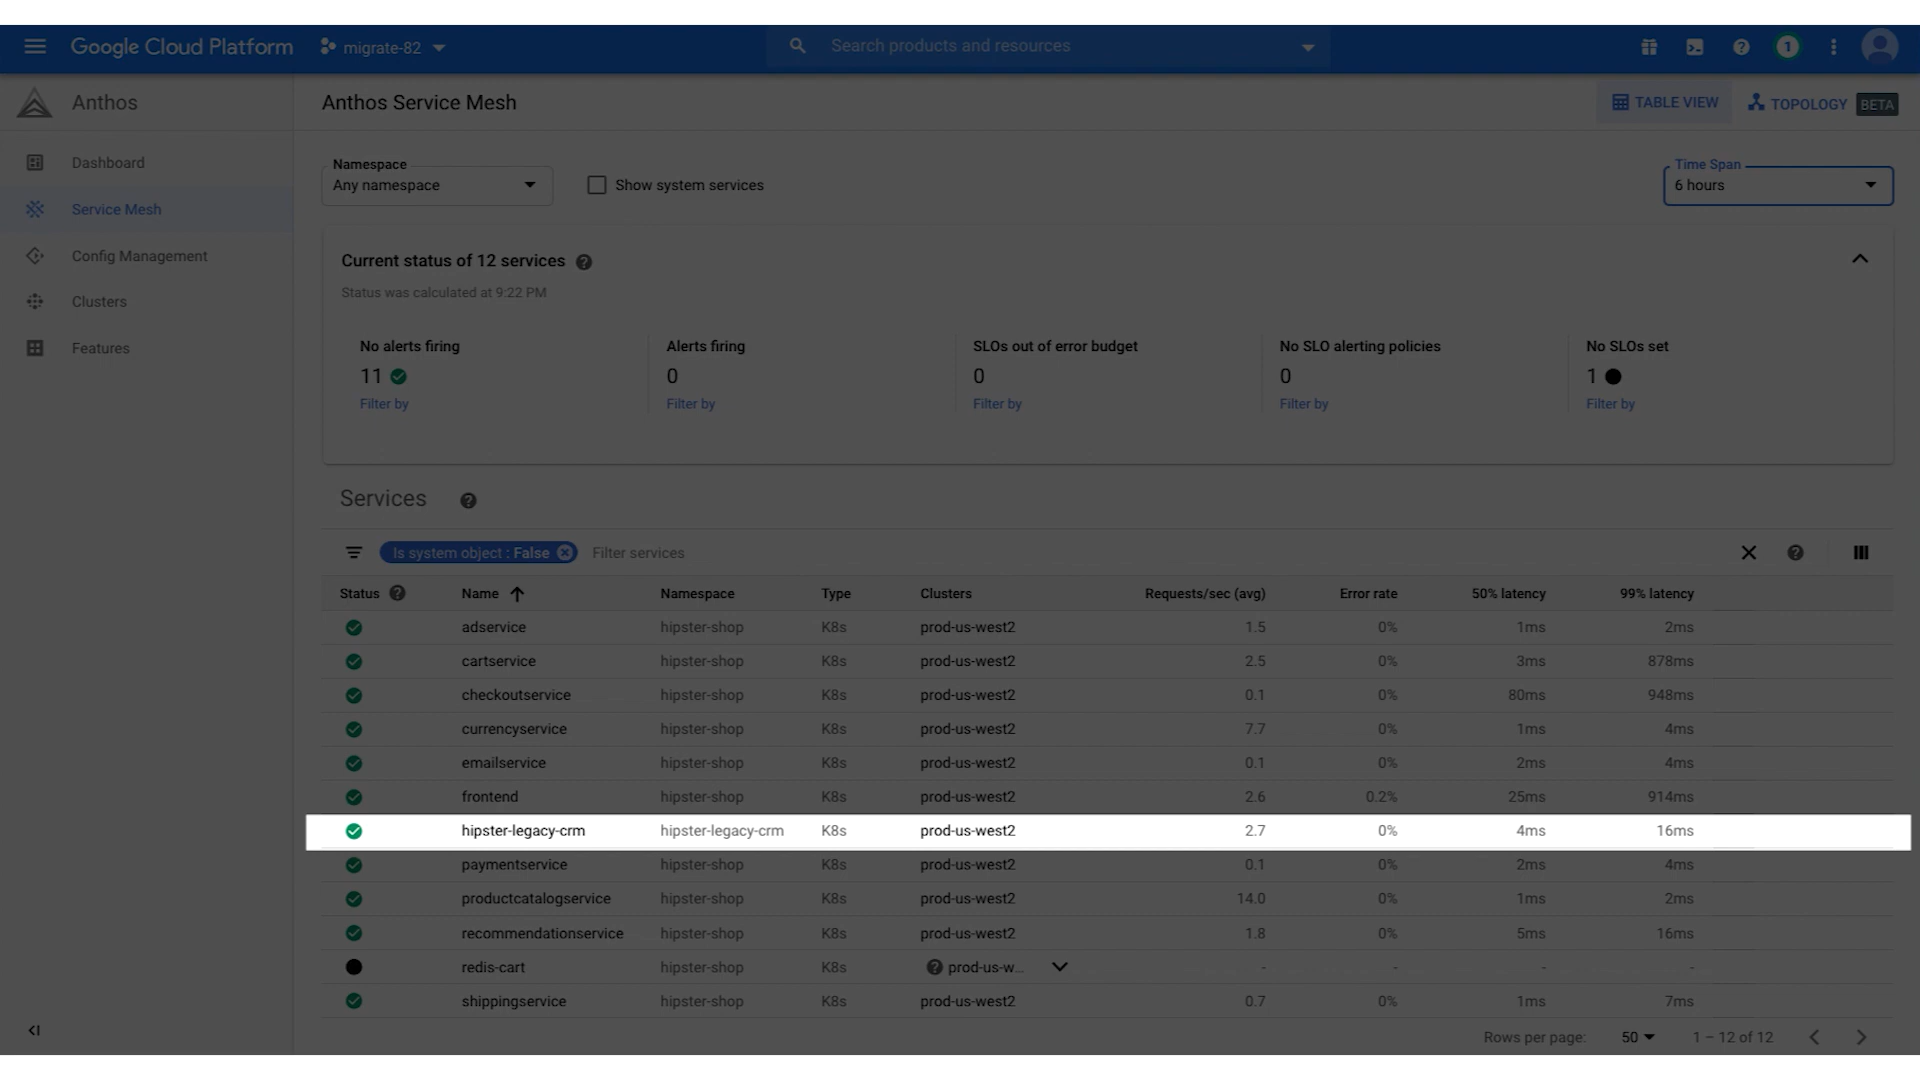 Google Cloud Platform migrate-82 Search products and resources 1
Anthos Anthos Service Mesh TABLE VIEW TOPOLOGY BETA
Dashboard
Service Mesh
Config Management
Clusters
Features
Namespace
Any namespace
Show system services
Time Span
6 hours
Current status of 12 services
Status was calculated at 9:22 PM
No alerts firing
11
Filter by
Alerts firing
0
Filter by
SLOs out of error budget
0
Filter by
No SLO alerting policies
0
Filter by
No SLOs set
1
Filter by
Services
Is system object : False Filter services
Status Name Namespace Type Clusters Requests/sec (avg) Error rate 50% latency 99% latency
adservice hipster-shop K8s prod-us-west2 1.5 0% 1ms 2ms
cartservice hipster-shop K8s prod-us-west2 2.5 0% 3ms 878ms
checkoutservice hipster-shop K8s prod-us-west2 0.1 0% 80ms 948ms
currencyservice hipster-shop K8s prod-us-west2 7.7 0% 1ms 4ms
emailservice hipster-shop K8s prod-us-west2 0.1 0% 2ms 4ms
frontend hipster-shop K8s prod-us-west2 2.6 0.2% 25ms 914ms
hipster-legacy-crm hipster-legacy-crm K8s prod-us-west2 2.7 0% 4ms 16ms
paymentservice hipster-shop K8s prod-us-west2 0.1 0% 2ms 4ms
productcatalogservice hipster-shop K8s prod-us-west2 14.0 0% 1ms 2ms
recommendationservice hipster-shop K8s prod-us-west2 1.8 0% 5ms 16ms
redis-cart hipster-shop K8s prod-us-w... - - - -
shippingservice hipster-shop K8s prod-us-west2 0.7 0% 1ms 7ms
Rows per page: 50 1 – 12 of 12